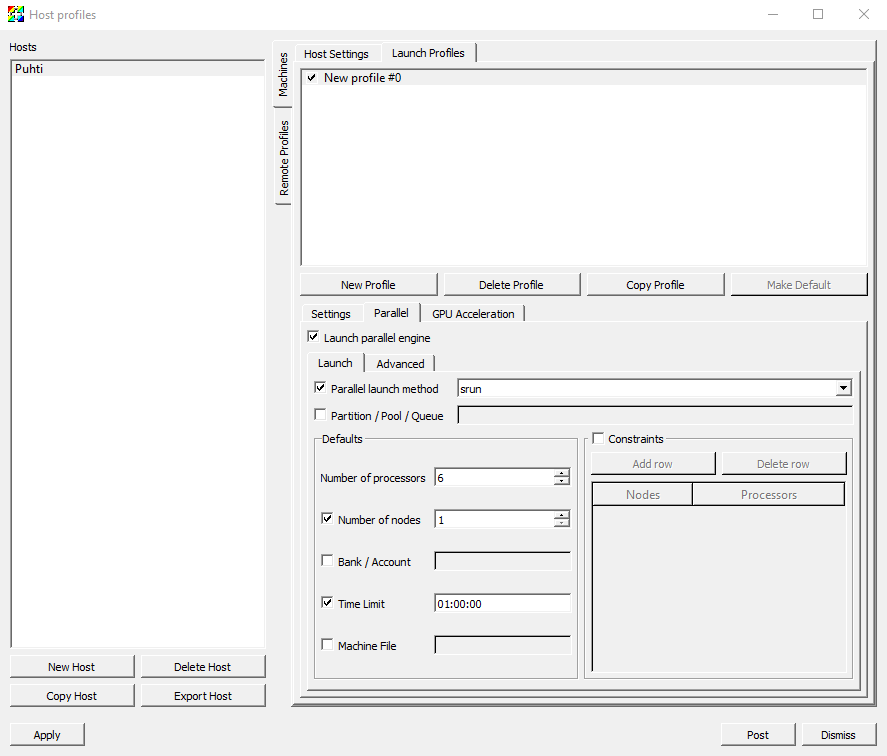 Host profiles
Hosts
Puhti
Machines
Remote Profiles
Host Settings
Launch Profiles
New profile #0
New Profile
Delete Profile
Copy Profile
Make Default
Settings
Parallel
GPU Acceleration
Launch parallel engine
Launch
Advanced
Parallel launch method
srun
Partition / Pool / Queue
Defaults
Number of processors
6
Number of nodes
1
Bank / Account
Time Limit
01:00:00
Machine File
Constraints
Add row
Delete row
Nodes
Processors
New Host
Delete Host
Copy Host
Export Host
Apply
Post
Dismiss